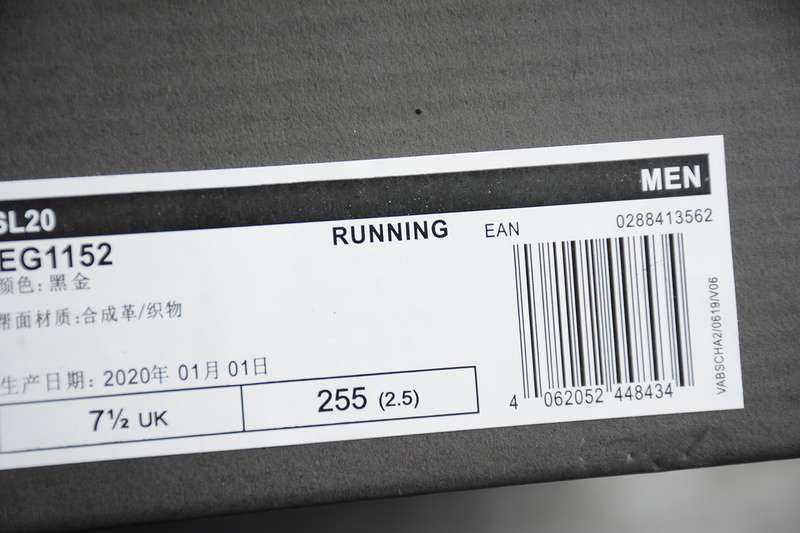 SL20
MEN
EG1152
RUNNING
EAN
0288413562
颜色:黑金
帮面材质:合成革/织物
生产日期: 2020年 01月 01日
7½ UK
255 (2.5)
4 062052 448434
VABSCHA2/0619/V06